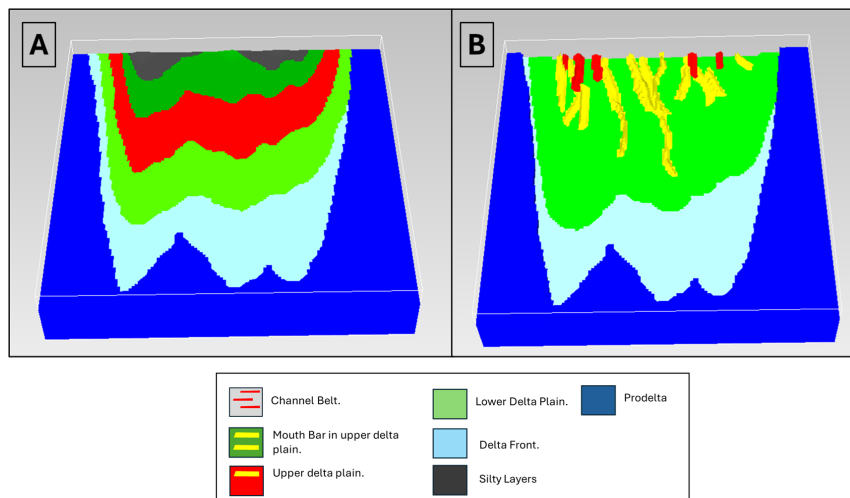 A
B
Channel Belt.
Mouth Bar in upper delta
plain.
Upper delta plain.
Lower Delta Plain.
Delta Front.
Silty Layers
Prodelta